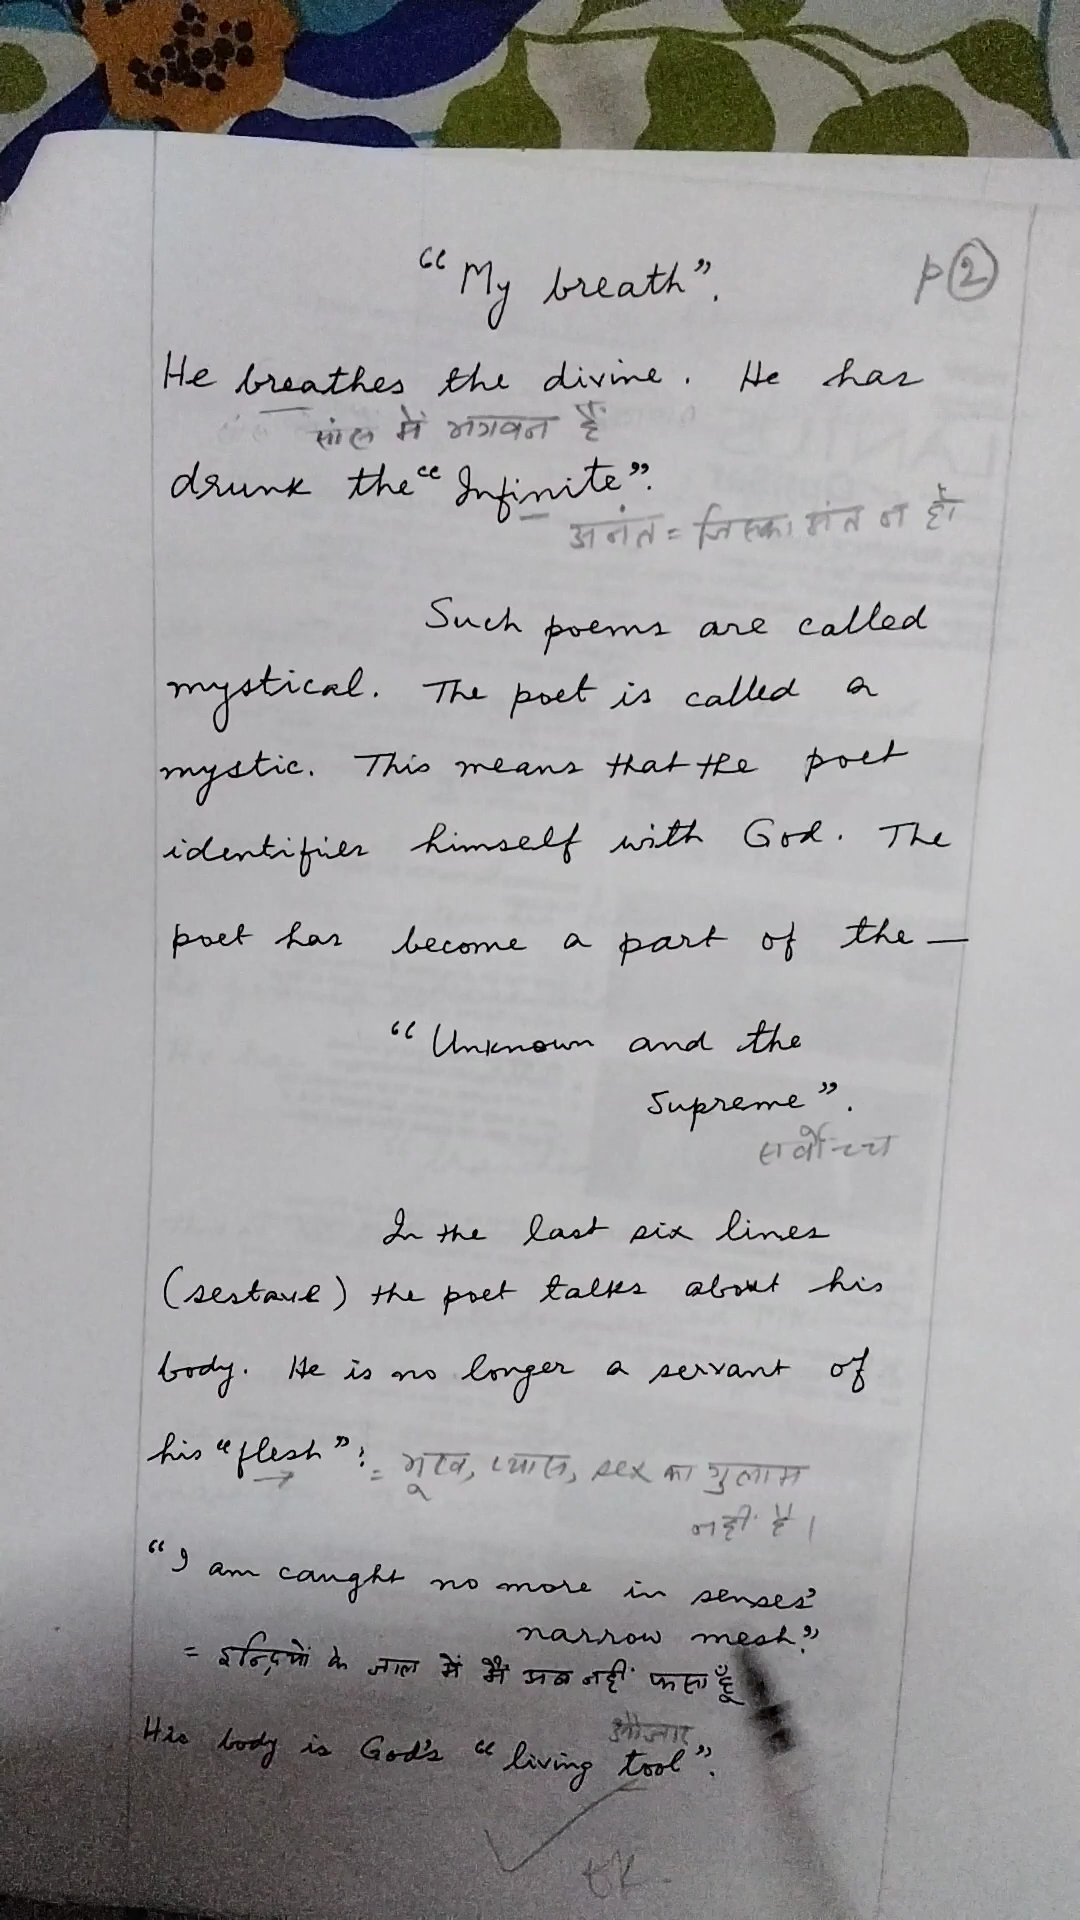 "My breath".
p ②
He breathes the divine. He has
सांस में भगवन हैं
drunk the "Infinite".
अनंत = जिसका अंत न हो
Such poems are called
mystical. The poet is called a
mystic. This means that the poet
identifies himself with God. The
poet has become a part of the —
"Unknown and the
Supreme".
सर्वोच्च
In the last six lines
(sestave) the poet talks about his
body. He is no longer a servant of
his "flesh": = भूख, प्यास, sex का गुलाम
नहीं है।
"I am caught no more in senses'
narrow mesh"
= इन्द्रियों के जाल में मैं अब नहीं फसा हूँ
औजार
His body is God's "living tool".